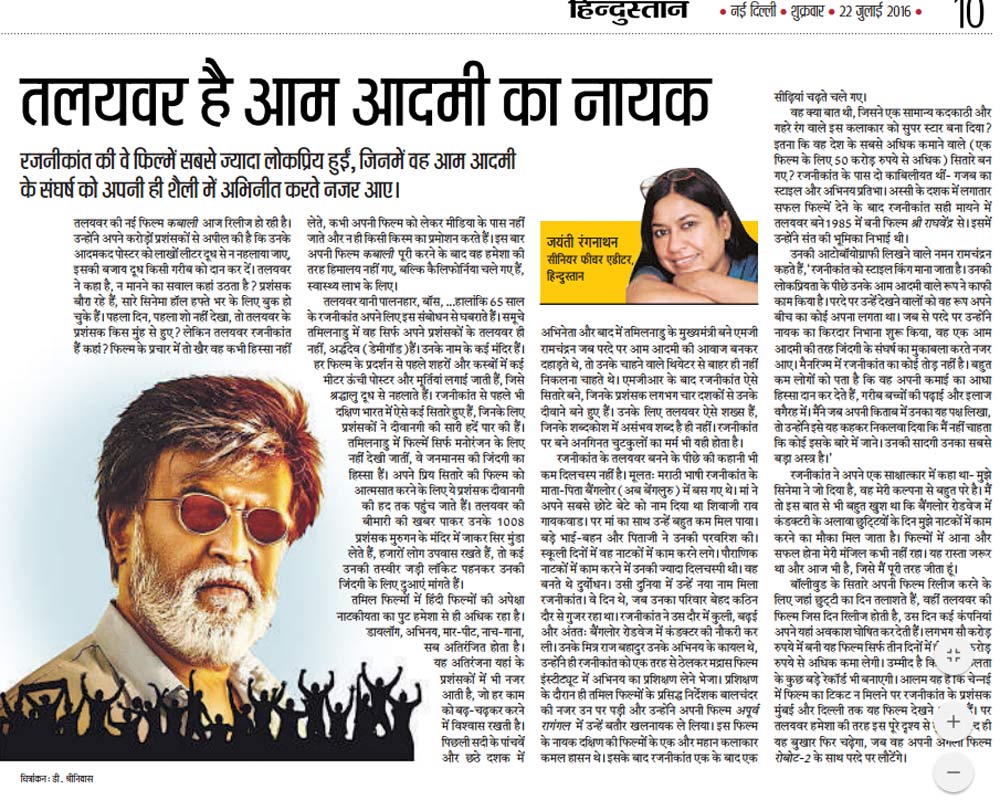 हिन्दुस्तान
• नई दिल्ली • शुक्रवार • 22 जुलाई 2016 •
10
तलयवर है आम आदमी का नायक
रजनीकांत की वे फिल्में सबसे ज्यादा लोकप्रिय हुईं, जिनमें वह आम आदमी
के संघर्ष को अपनी ही शैली में अभिनीत करते नजर आए।
तलयवर की नई फिल्म कबाली आज रिलीज हो रही है।
उन्होंने अपने करोड़ों प्रशंसकों से अपील की है कि उनके
आदमकद पोस्टर को लाखों लीटर दूध से न नहलाया जाए,
इसकी बजाय दूध किसी गरीब को दान कर दें। तलयवर
ने कहा है, न मानने का सवाल कहां उठता है? प्रशंसक
बौरा रहे हैं, सारे सिनेमा हॉल हफ्ते भर के लिए बुक हो
चुके हैं। पहला दिन, पहला शो नहीं देखा, तो तलयवर के
प्रशंसक किस मुंह से हुए? लेकिन तलयवर रजनीकांत
हैं कहां? फिल्म के प्रचार में तो खैर वह कभी हिस्सा नहीं
लेते, कभी अपनी फिल्म को लेकर मीडिया के पास नहीं
जाते और न ही किसी किस्म का प्रमोशन करते हैं। इस बार
अपनी फिल्म कबाली पूरी करने के बाद वह हमेशा की
तरह हिमालय नहीं गए, बल्कि कैलिफोर्निया चले गए हैं,
स्वास्थ्य लाभ के लिए।
तलयवर यानी पालनहार, बॉस, ...हालांकि 65 साल
के रजनीकांत अपने लिए इस संबोधन से घबराते हैं। समूचे
तमिलनाडु में वह सिर्फ अपने प्रशंसकों के तलयवर ही
नहीं, अर्द्धदेव (डेमीगॉड) हैं। उनके नाम के कई मंदिर हैं।
हर फिल्म के प्रदर्शन से पहले शहरों और कस्बों में कई
मीटर ऊंची पोस्टर और मूर्तियां लगाई जाती हैं, जिसे
श्रद्धालु दूध से नहलाते हैं। रजनीकांत से पहले भी
दक्षिण भारत में ऐसे कई सितारे हुए हैं, जिनके लिए
प्रशंसकों ने दीवानगी की सारी हदें पार की हैं।
तमिलनाडु में फिल्में सिर्फ मनोरंजन के लिए
नहीं देखी जातीं, वे जनमानस की जिंदगी का
हिस्सा हैं। अपने प्रिय सितारे की फिल्म को
आत्मसात करने के लिए ये प्रशंसक दीवानगी
की हद तक पहुंच जाते हैं। तलयवर की
बीमारी की खबर पाकर उनके 1008
प्रशंसक मुरुगन के मंदिर में जाकर सिर मुंडा
लेते हैं, हजारों लोग उपवास रखते हैं, तो कई
उनकी तस्वीर जड़ी लॉकेट पहनकर उनकी
जिंदगी के लिए दुआएं मांगते हैं।
तमिल फिल्मों में हिंदी फिल्मों की अपेक्षा
नाटकीयता का पुट हमेशा से ही अधिक रहा है।
डायलॉग, अभिनय, मार-पीट, नाच-गाना,
सब अतिरंजित होता है।
यह अतिरंजना यहां के
प्रशंसकों में भी नजर
आती है, जो हर काम
को बढ़-चढ़कर करने
में विश्वास रखती है।
पिछली सदी के पांचवें
और छठे दशक में
जयंती रंगनाथन
सीनियर फीचर एडीटर,
हिन्दुस्तान
अभिनेता और बाद में तमिलनाडु के मुख्यमंत्री बने एमजी
रामचंद्रन जब परदे पर आम आदमी की आवाज बनकर
दहाड़ते थे, तो उनके चाहने वाले थियेटर से बाहर ही नहीं
निकलना चाहते थे। एमजीआर के बाद रजनीकांत ऐसे
सितारे बने, जिनके प्रशंसक लगभग चार दशकों से उनके
दीवाने बने हुए हैं। उनके लिए तलयवर ऐसे शख्स हैं,
जिनके शब्दकोश में असंभव शब्द है ही नहीं। रजनीकांत
पर बने अनगिनत चुटकुलों का मर्म भी यही होता है।
रजनीकांत के तलयवर बनने के पीछे की कहानी भी
कम दिलचस्प नहीं है। मूलतः मराठी भाषी रजनीकांत के
माता-पिता बैंगलोर (अब बेंगलुरु) में बस गए थे। मां ने
अपने सबसे छोटे बेटे को नाम दिया था शिवाजी राव
गायकवाड। पर मां का साथ उन्हें बहुत कम मिल पाया।
बड़े भाई-बहन और पिताजी ने उनकी परवरिश की।
स्कूली दिनों में वह नाटकों में काम करने लगे। पौराणिक
नाटकों में काम करने में उनकी ज्यादा दिलचस्पी थी। वह
बनते थे दुर्योधन। उसी दुनिया में उन्हें नया नाम मिला
रजनीकांत। वे दिन थे, जब उनका परिवार बेहद कठिन
दौर से गुजर रहा था। रजनीकांत ने उस दौर में कुली, बढ़ई
और अंततः बैंगलोर रोडवेज में कंडक्टर की नौकरी कर
ली। उनके मित्र राज बहादुर उनके अभिनय के कायल थे,
उन्होंने ही रजनीकांत को एक तरह से ठेलकर मद्रास फिल्म
इंस्टीट्यूट में अभिनय का प्रशिक्षण लेने भेजा। प्रशिक्षण
के दौरान ही तमिल फिल्मों के प्रसिद्ध निर्देशक बालचंदर
की नजर उन पर पड़ी और उन्होंने अपनी फिल्म अपूर्व
रागंगल में उन्हें बतौर खलनायक ले लिया। इस फिल्म
के नायक दक्षिण की फिल्मों के एक और महान कलाकार
कमल हासन थे। इसके बाद रजनीकांत एक के बाद एक
सीढ़ियां चढ़ते चले गए।
वह क्या बात थी, जिसने एक सामान्य कदकाठी और
गहरे रंग वाले इस कलाकार को सुपर स्टार बना दिया?
इतना कि वह देश के सबसे अधिक कमाने वाले (एक
फिल्म के लिए 50 करोड़ रुपये से अधिक) सितारे बन
गए? रजनीकांत के पास दो काबिलीयत थीं- गजब का
स्टाइल और अभिनय प्रतिभा। अस्सी के दशक में लगातार
सफल फिल्में देने के बाद रजनीकांत सही मायने में
तलयवर बने 1985 में बनी फिल्म श्री राघवेंद्र से। इसमें
उन्होंने संत की भूमिका निभाई थी।
उनकी आटोबॉयोग्राफी लिखने वाले नमन रामचंद्रन
कहते हैं, 'रजनीकांत को स्टाइल किंग माना जाता है। उनकी
लोकप्रियता के पीछे उनके आम आदमी वाले रूप ने काफी
काम किया है। परदे पर उन्हें देखने वालों को वह रूप अपने
बीच का कोई अपना लगता था। जब से परदे पर उन्होंने
नायक का किरदार निभाना शुरू किया, वह एक आम
आदमी की तरह जिंदगी के संघर्ष का मुकाबला करते नजर
आए। मैनरिज्म में रजनीकांत का कोई तोड़ नहीं है। बहुत
कम लोगों को पता है कि वह अपनी कमाई का आधा
हिस्सा दान कर देते हैं, गरीब बच्चों की पढ़ाई और इलाज
वगैरह में। मैंने जब अपनी किताब में उनका यह पक्ष लिखा,
तो उन्होंने इसे यह कहकर निकलवा दिया कि मैं नहीं चाहता
कि कोई इसके बारे में जाने। उनकी सादगी उनका सबसे
बड़ा अस्त्र है।'
रजनीकांत ने अपने एक साक्षात्कार में कहा था- मुझे
सिनेमा ने जो दिया है, वह मेरी कल्पना से बहुत परे है। मैं
तो इस बात से भी बहुत खुश था कि बैंगलोर रोडवेज में
कंडक्टरी के अलावा छुट्टियों के दिन मुझे नाटकों में काम
करने का मौका मिल जाता है। फिल्मों में आना और
सफल होना मेरी मंजिल कभी नहीं रहा। यह रास्ता जरूर
था और आज भी है, जिसे मैं पूरी तरह जीता हूं।
बॉलीवुड के सितारे अपनी फिल्म रिलीज करने के
लिए जहां छुट्टी का दिन तलाशते हैं, वहीं तलयवर की
फिल्म जिस दिन रिलीज होती है, उस दिन कई कंपनियां
अपने यहां अवकाश घोषित कर देती हैं। लगभग सौ करोड़
रुपये में बनी यह फिल्म सिर्फ तीन दिनों में
रुपये से अधिक कमा लेगी। उम्मीद है कि
के कुछ बड़े रेकॉर्ड भी बनाएगी। आलम यह है कि चेन्नई
में फिल्म का टिकट न मिलने पर रजनीकांत के प्रशंसक
मुंबई और दिल्ली तक यह फिल्म देखने हैं। पर
तलयवर हमेशा की तरह इस पूरे दृश्य से ही
यह बुखार फिर चढ़ेगा, जब वह अपनी अगली फिल्म
रोबोट-2 के साथ परदे पर लौटेंगे।
चित्रांकन: डी. श्रीनिवास